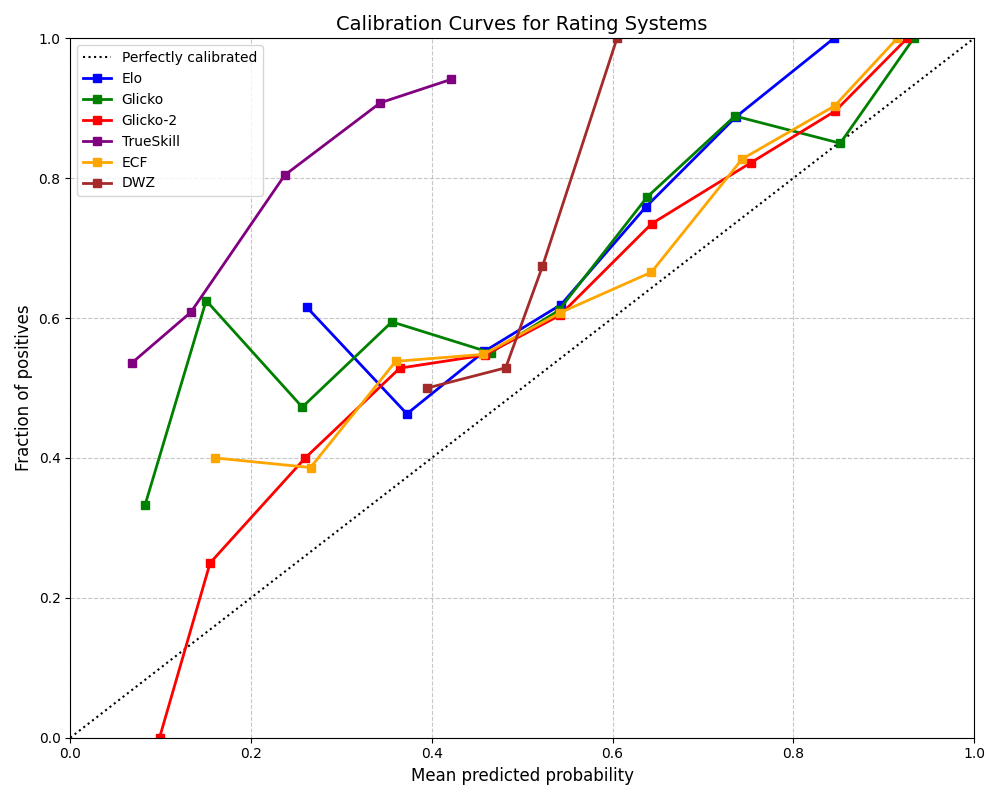 Calibration Curves for Rating Systems
1.0
0.8
0.6
0.4
0.2
0.0
Fraction of positives
Perfectly calibrated
Elo
Glicko
Glicko-2
TrueSkill
ECF
DWZ
0.0 0.2 0.4 0.6 0.8 1.0
Mean predicted probability